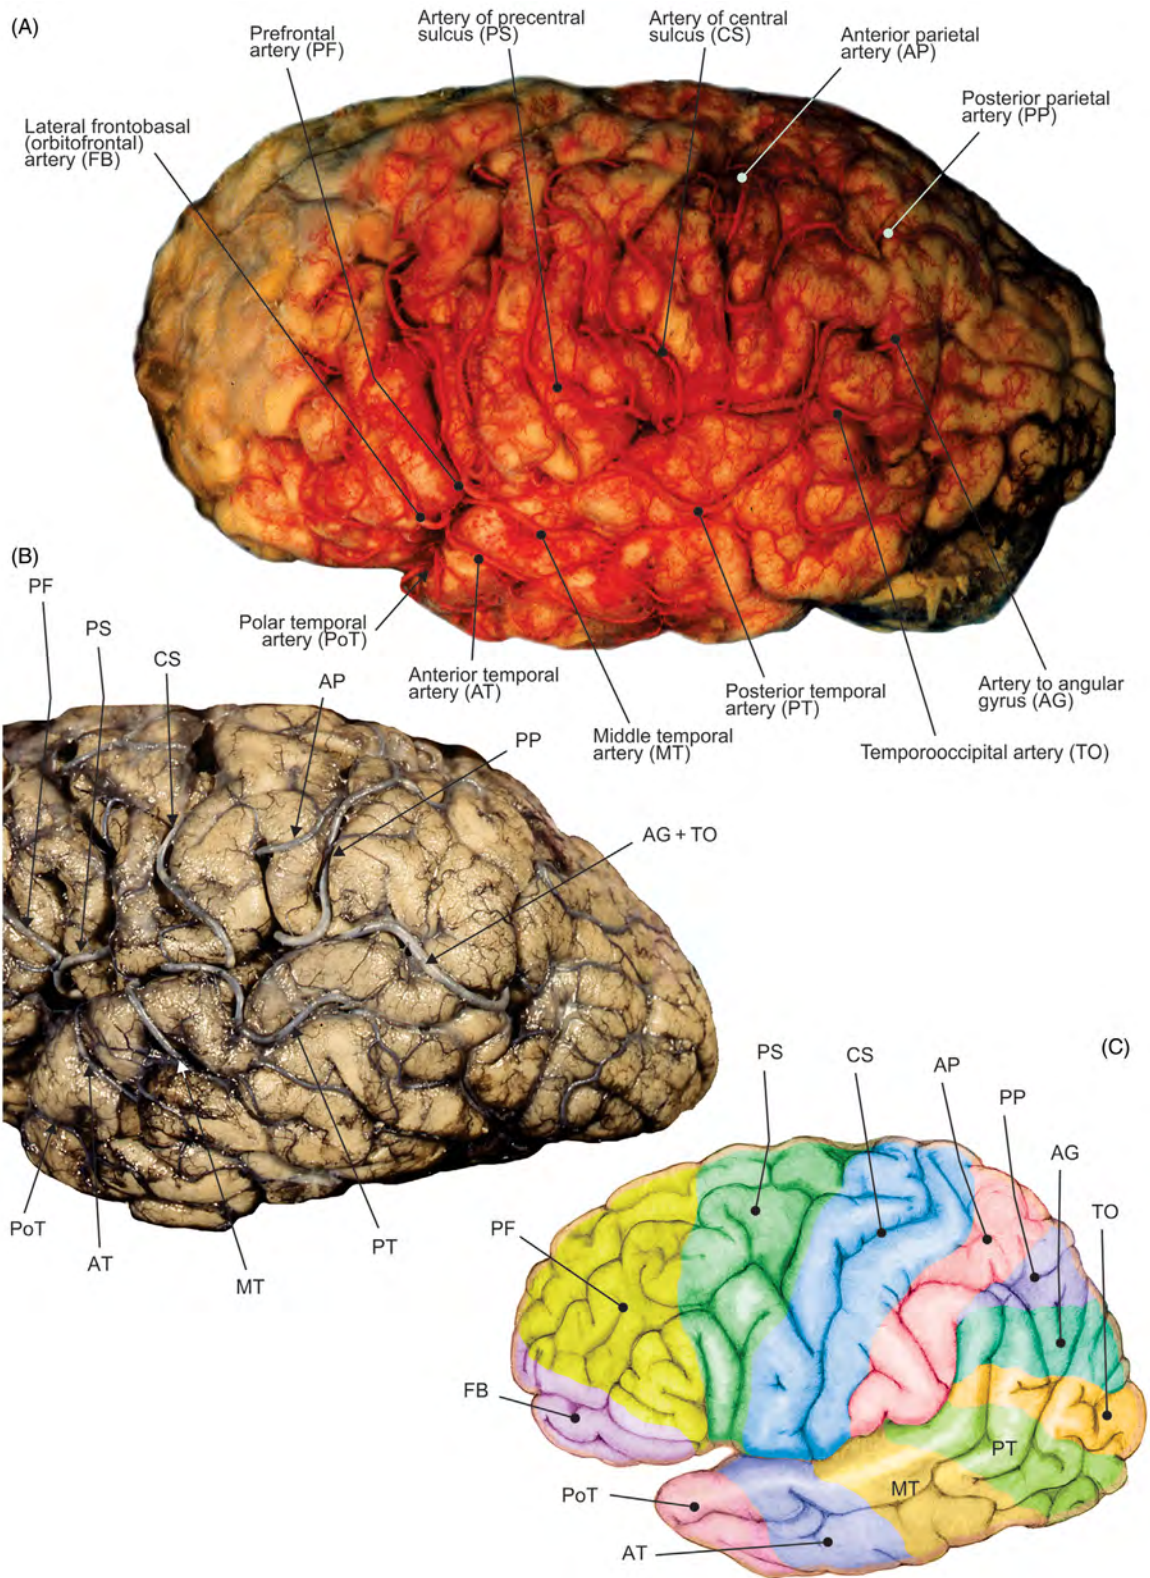 (A)
Prefrontal
artery (PF)
Artery of precentral
sulcus (PS)
Artery of central
sulcus (CS)
Anterior parietal
artery (AP)
Posterior parietal
artery (PP)
Lateral frontobasal
(orbitofrontal)
artery (FB)
Polar temporal
artery (PoT)
Anterior temporal
artery (AT)
Middle temporal
artery (MT)
Posterior temporal
artery (PT)
Temporooccipital artery (TO)
Artery to angular
gyrus (AG)
(B)
PF
PS
CS
AP
PP
AG + TO
PoT
AT
MT
PT
(C)
PS
CS
AP
PP
AG
TO
PF
FB
PoT
AT
MT
PT